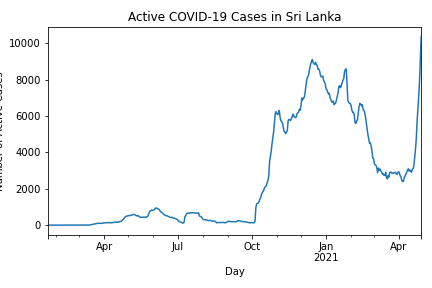 Active COVID-19 Cases in Sri Lanka
Number of Active Cases
10000
8000
6000
4000
2000
0
Apr
Jul
Oct
Jan
2021
Apr
Day